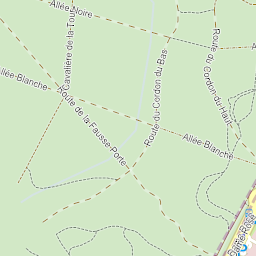 Allée-Noire
Cavalière-de-la-Tour
Route du Cordon du Haut
Route-du-Cordon du Bas
Allée-Blanche
Route de la Fausse-Porte
Allée-Blanche